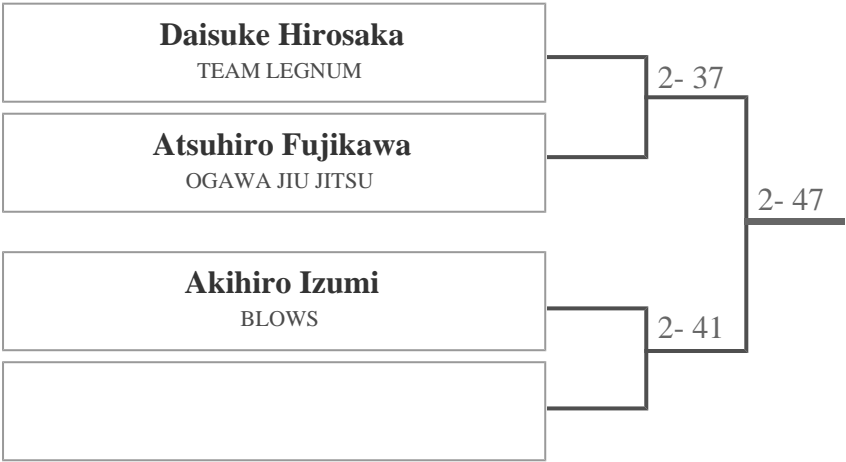 Daisuke Hirosaka
TEAM LEGNUM
2- 37
Atsuhiro Fujikawa
OGAWA JIU JITSU
2- 47
Akihiro Izumi
BLOWS
2- 41